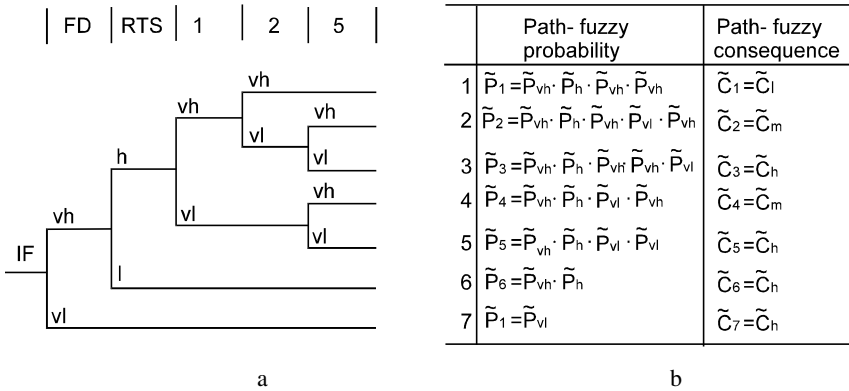 FD RTS 1 2 5
vh
vh
vh
vl
h
vl
vh
vh
vl
vl
IF
l
vl
a
Path- fuzzy probability
Path- fuzzy consequence
1 P̃₁=P̃vh· P̃h · P̃vh· P̃vh C̃₁=C̃l
2 P̃₂=P̃vh· P̃h· P̃vh· P̃vl · P̃vh C̃₂=C̃m
3 P̃₃=P̃vh· P̃h · P̃vh· P̃vh · P̃vl C̃₃=C̃h
4 P̃₄=P̃vh· P̃h · P̃vl · P̃vh C̃₄=C̃m
5 P̃₅=P̃vh· P̃h · P̃vl · P̃vl C̃₅=C̃h
6 P̃₆=P̃vh· P̃h C̃₆=C̃h
7 P̃₁=P̃vl C̃₇=C̃h
b